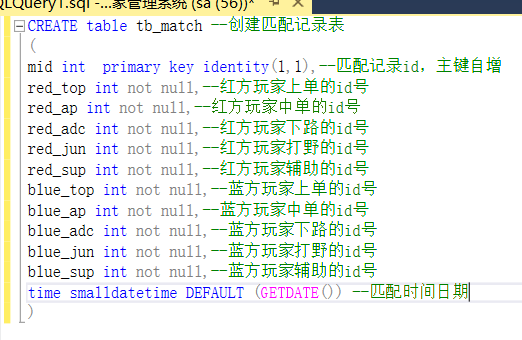 QLQuery1.sql -...家管理系统 (sa (56))*
CREATE table tb_match --创建匹配记录表
(
mid int  primary key identity(1,1),--匹配记录id，主键自增
red_top int not null,--红方玩家上单的id号
red_ap int not null,--红方玩家中单的id号
red_adc int not null,--红方玩家下路的id号
red_jun int not null,--红方玩家打野的id号
red_sup int not null,--红方玩家辅助的id号
blue_top int not null,--蓝方玩家上单的id号
blue_ap int not null,--蓝方玩家中单的id号
blue_adc int not null,--蓝方玩家下路的id号
blue_jun int not null,--蓝方玩家打野的id号
blue_sup int not null,--蓝方玩家辅助的id号
time smalldatetime DEFAULT (GETDATE()) --匹配时间日期
)